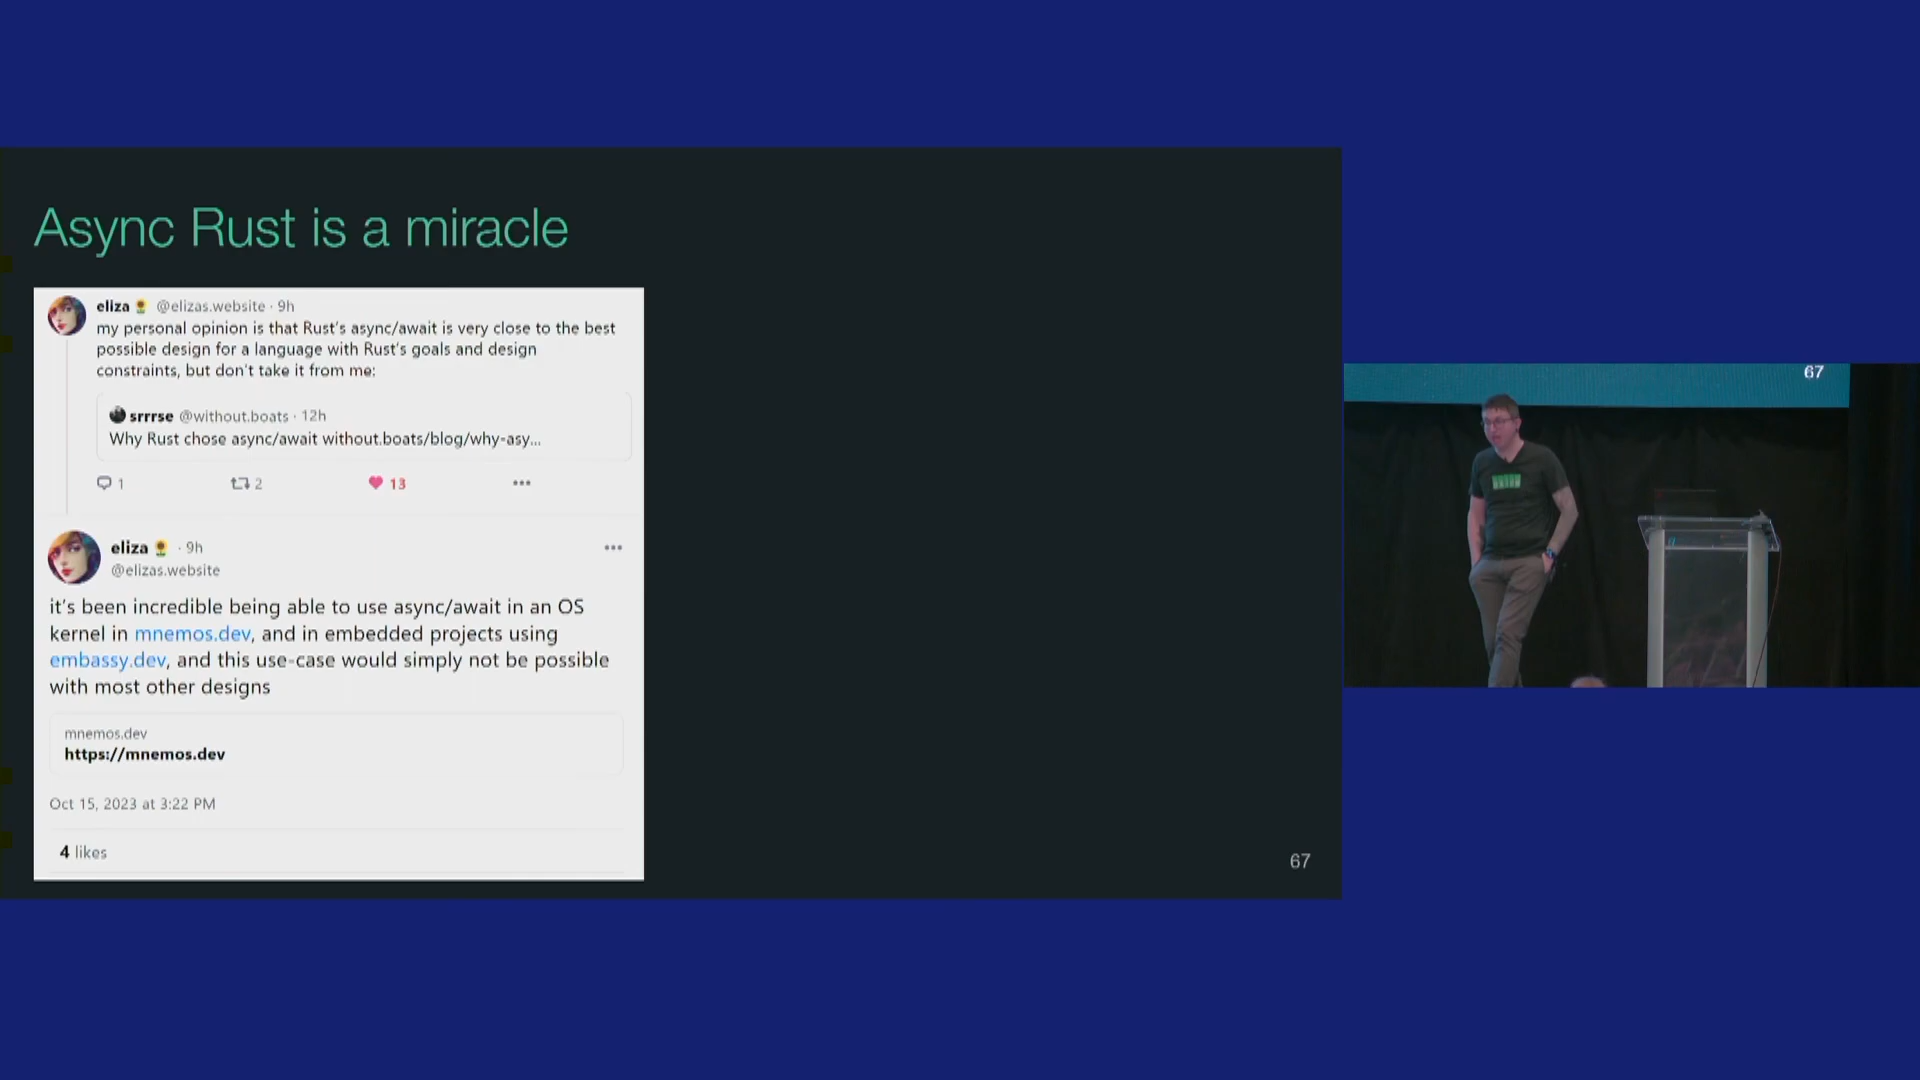 Async Rust is a miracle
eliza @elizas.website · 9h
my personal opinion is that Rust's async/await is very close to the best
possible design for a language with Rust's goals and design
constraints, but don't take it from me:
srrrse @without.boats · 12h
Why Rust chose async/await without.boats/blog/why-asy...
1 2 13 •••
eliza · 9h •••
@elizas.website
it's been incredible being able to use async/await in an OS
kernel in mnemos.dev, and in embedded projects using
embassy.dev, and this use-case would simply not be possible
with most other designs
mnemos.dev
https://mnemos.dev
Oct 15, 2023 at 3:22 PM
4 likes
67
67